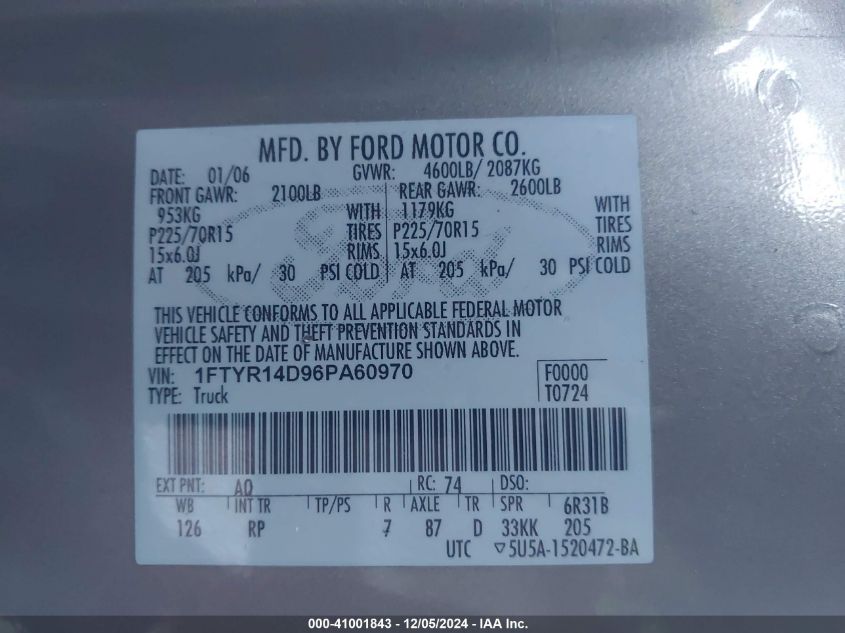 MFD. BY FORD MOTOR CO.
DATE: 01/06 GVWR: 4600LB/ 2087KG
FRONT GAWR: 2100LB REAR GAWR: 2600LB
953KG WITH 1179KG WITH
P225/70R15 TIRES P225/70R15 TIRES
15x6.0J RIMS 15x6.0J RIMS
AT 205 kPa/ 30 PSI COLD AT 205 kPa/ 30 PSI COLD
THIS VEHICLE CONFORMS TO ALL APPLICABLE FEDERAL MOTOR
VEHICLE SAFETY AND THEFT PREVENTION STANDARDS IN
EFFECT ON THE DATE OF MANUFACTURE SHOWN ABOVE.
VIN: 1FTYR14D96PA60970 F0000
TYPE: Truck T0724
EXT PNT: AQ RC: 74 DSO:
WB INT TR TP/PS R AXLE TR SPR 6R31B
126 RP 7 87 D 33KK 205
UTC ▽5U5A-1520472-BA
Ford
000-41001843 - 12/05/2024 - IAA Inc.